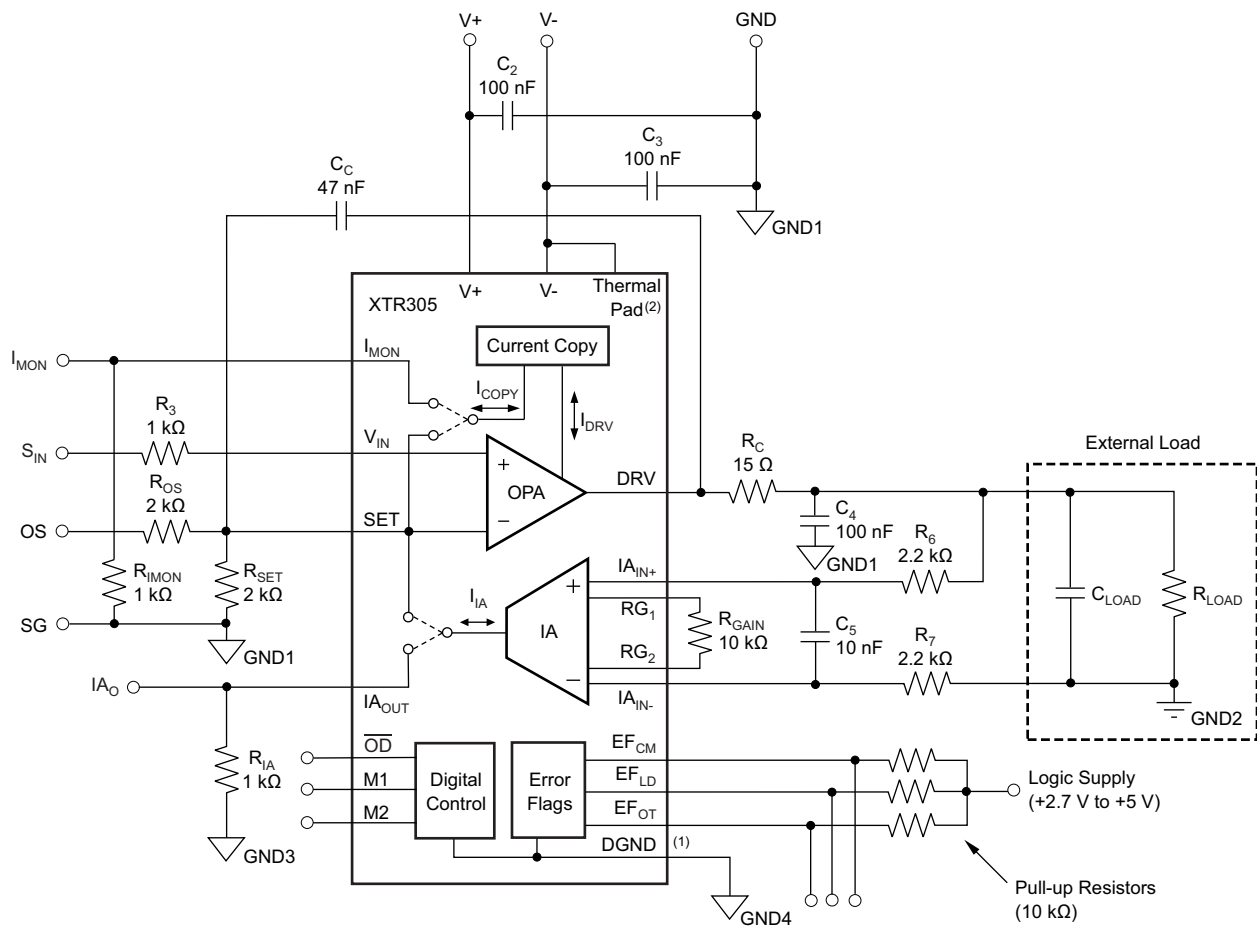 V+
V-
GND
C2
100 nF
C3
100 nF
CC
47 nF
GND1
V+
V-
Thermal
Pad(2)
XTR305
Current Copy
IMON
IMON
ICOPY
IDRV
R3
1 kΩ
SIN
VIN
ROS
2 kΩ
OS
SET
+
OPA
−
DRV
RC
15 Ω
External Load
C4
100 nF
GND1
R6
2.2 kΩ
RIMON
1 kΩ
RSET
2 kΩ
SG
GND1
IIA
IA
+
−
IAIN+
RG1
RGAIN
10 kΩ
RG2
IAIN-
C5
10 nF
R7
2.2 kΩ
CLOAD
RLOAD
GND2
IAO
IAOUT
RIA
1 kΩ
GND3
OD
M1
M2
Digital
Control
Error
Flags
EFCM
EFLD
EFOT
DGND
(1)
GND4
Logic Supply
(+2.7 V to +5 V)
Pull-up Resistors
(10 kΩ)